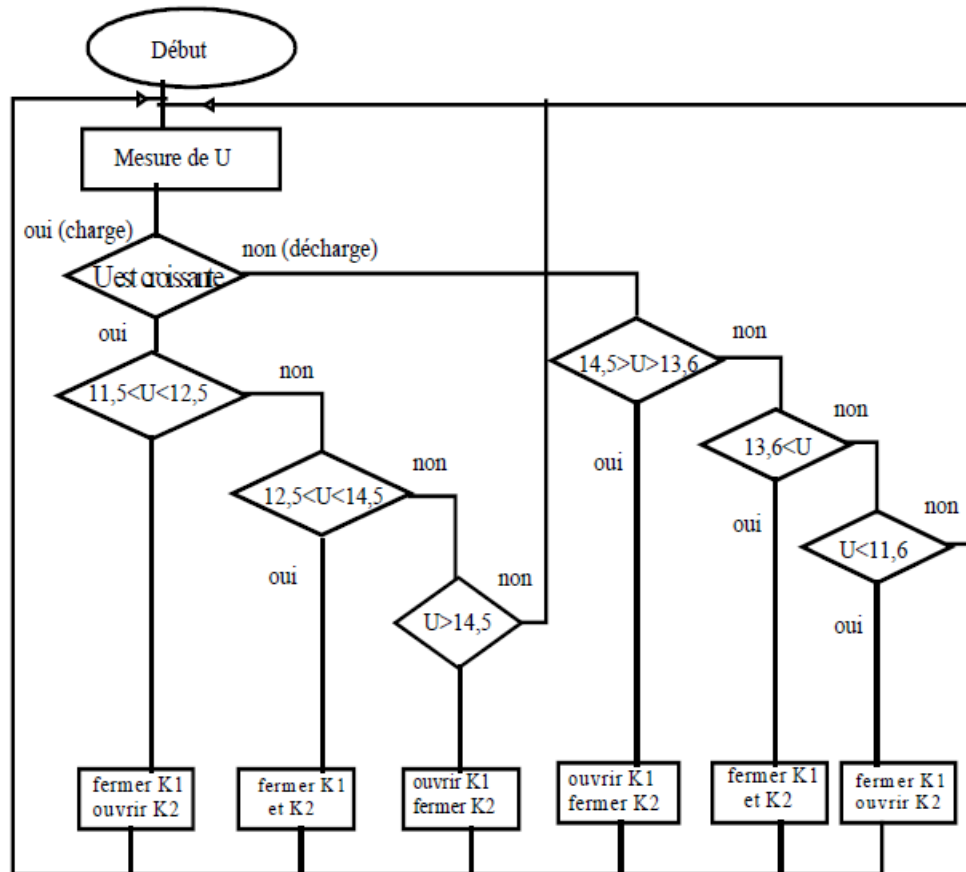 Début
Mesure de U
oui (charge)
non (décharge)
U est croissante
oui
non
11,5<U<12,5
14,5>U>13,6
non
non
12,5<U<14,5
oui
13,6<U
non
oui
non
U>14,5
oui
non
U<11,6
oui
fermer K1
ouvrir K2
fermer K1
et K2
ouvrir K1
fermer K2
ouvrir K1
fermer K2
fermer K1
et K2
fermer K1
ouvrir K2